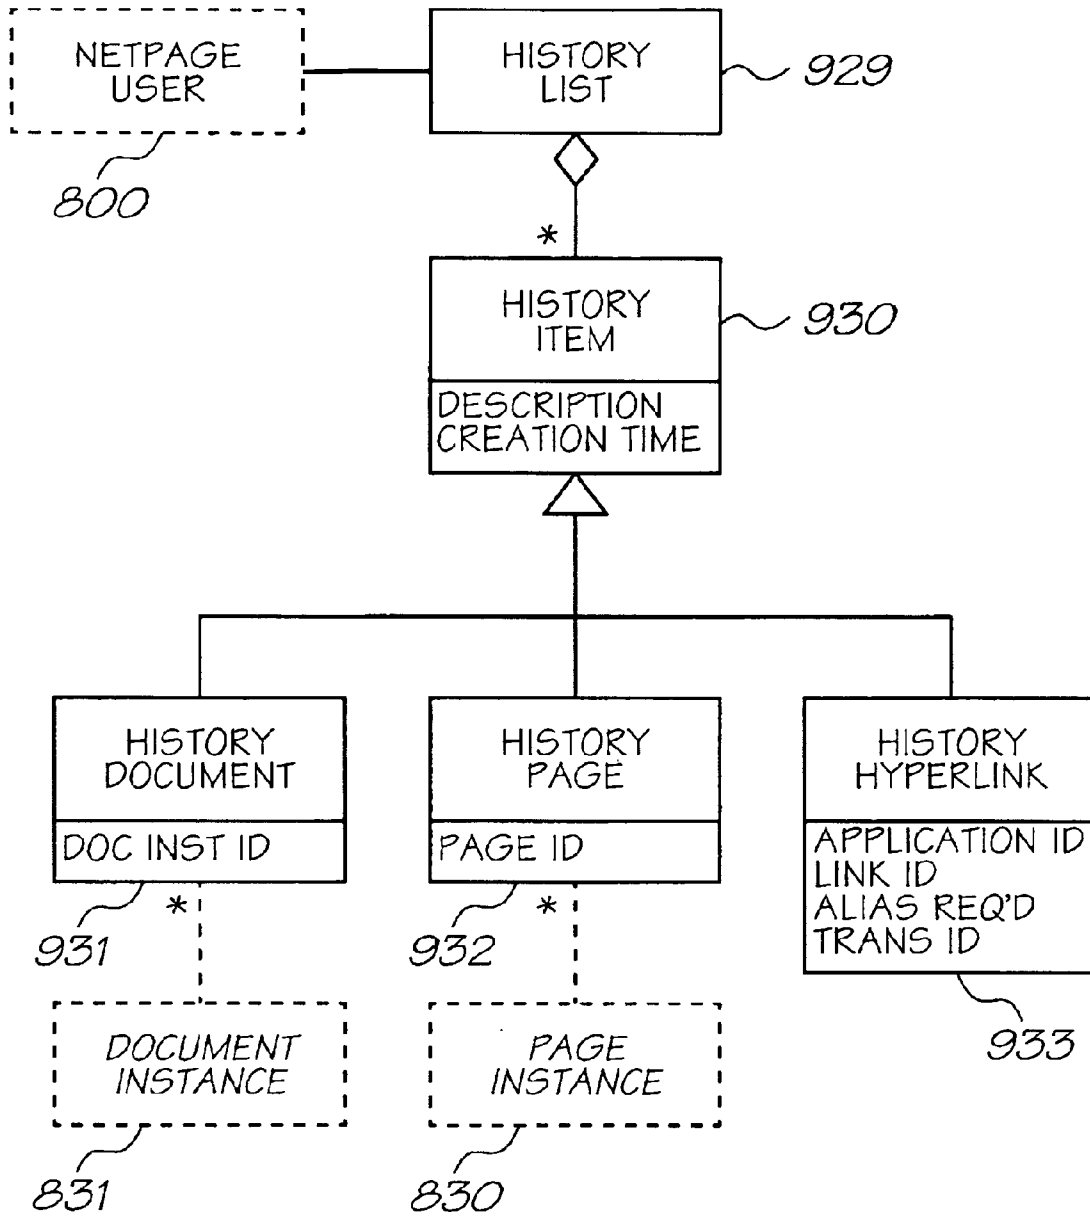 NETPAGE
USER
HISTORY
LIST
929
800
*
HISTORY
ITEM
930
DESCRIPTION
CREATION TIME
HISTORY
DOCUMENT
HISTORY
PAGE
HISTORY
HYPERLINK
DOC INST ID
PAGE ID
APPLICATION ID
LINK ID
ALIAS REQ'D
TRANS ID
*
*
931
932
933
DOCUMENT
INSTANCE
PAGE
INSTANCE
831
830